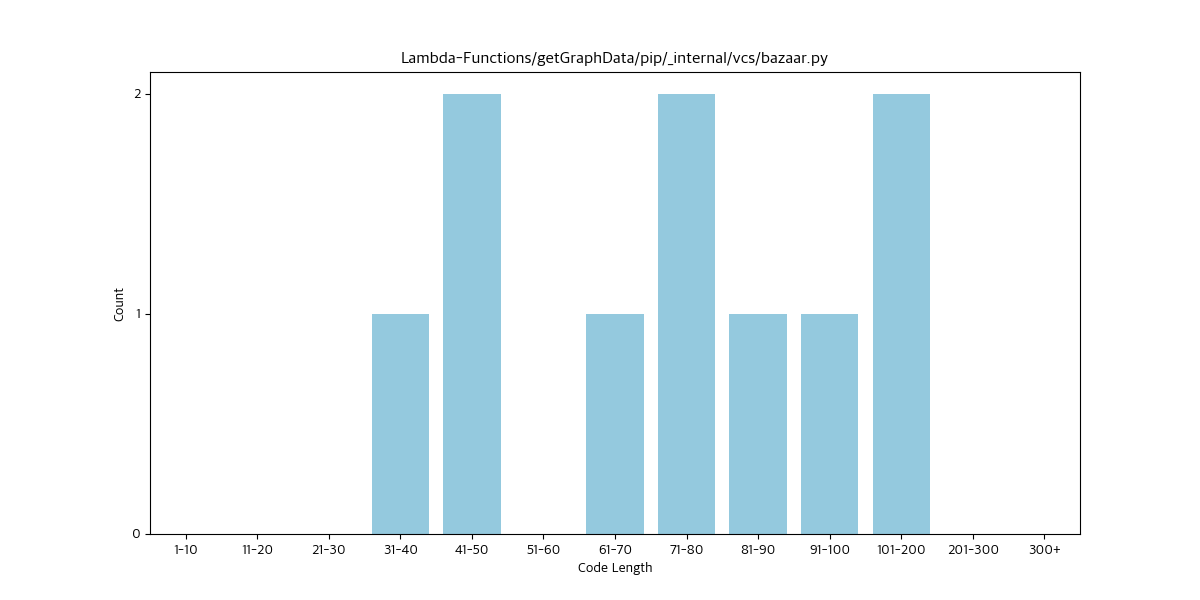 Lambda-Functions/getGraphData/pip/_internal/vcs/bazaar.py
2
1
0
Count
1-10 11-20 21-30 31-40 41-50 51-60 61-70 71-80 81-90 91-100 101-200 201-300 300+
Code Length